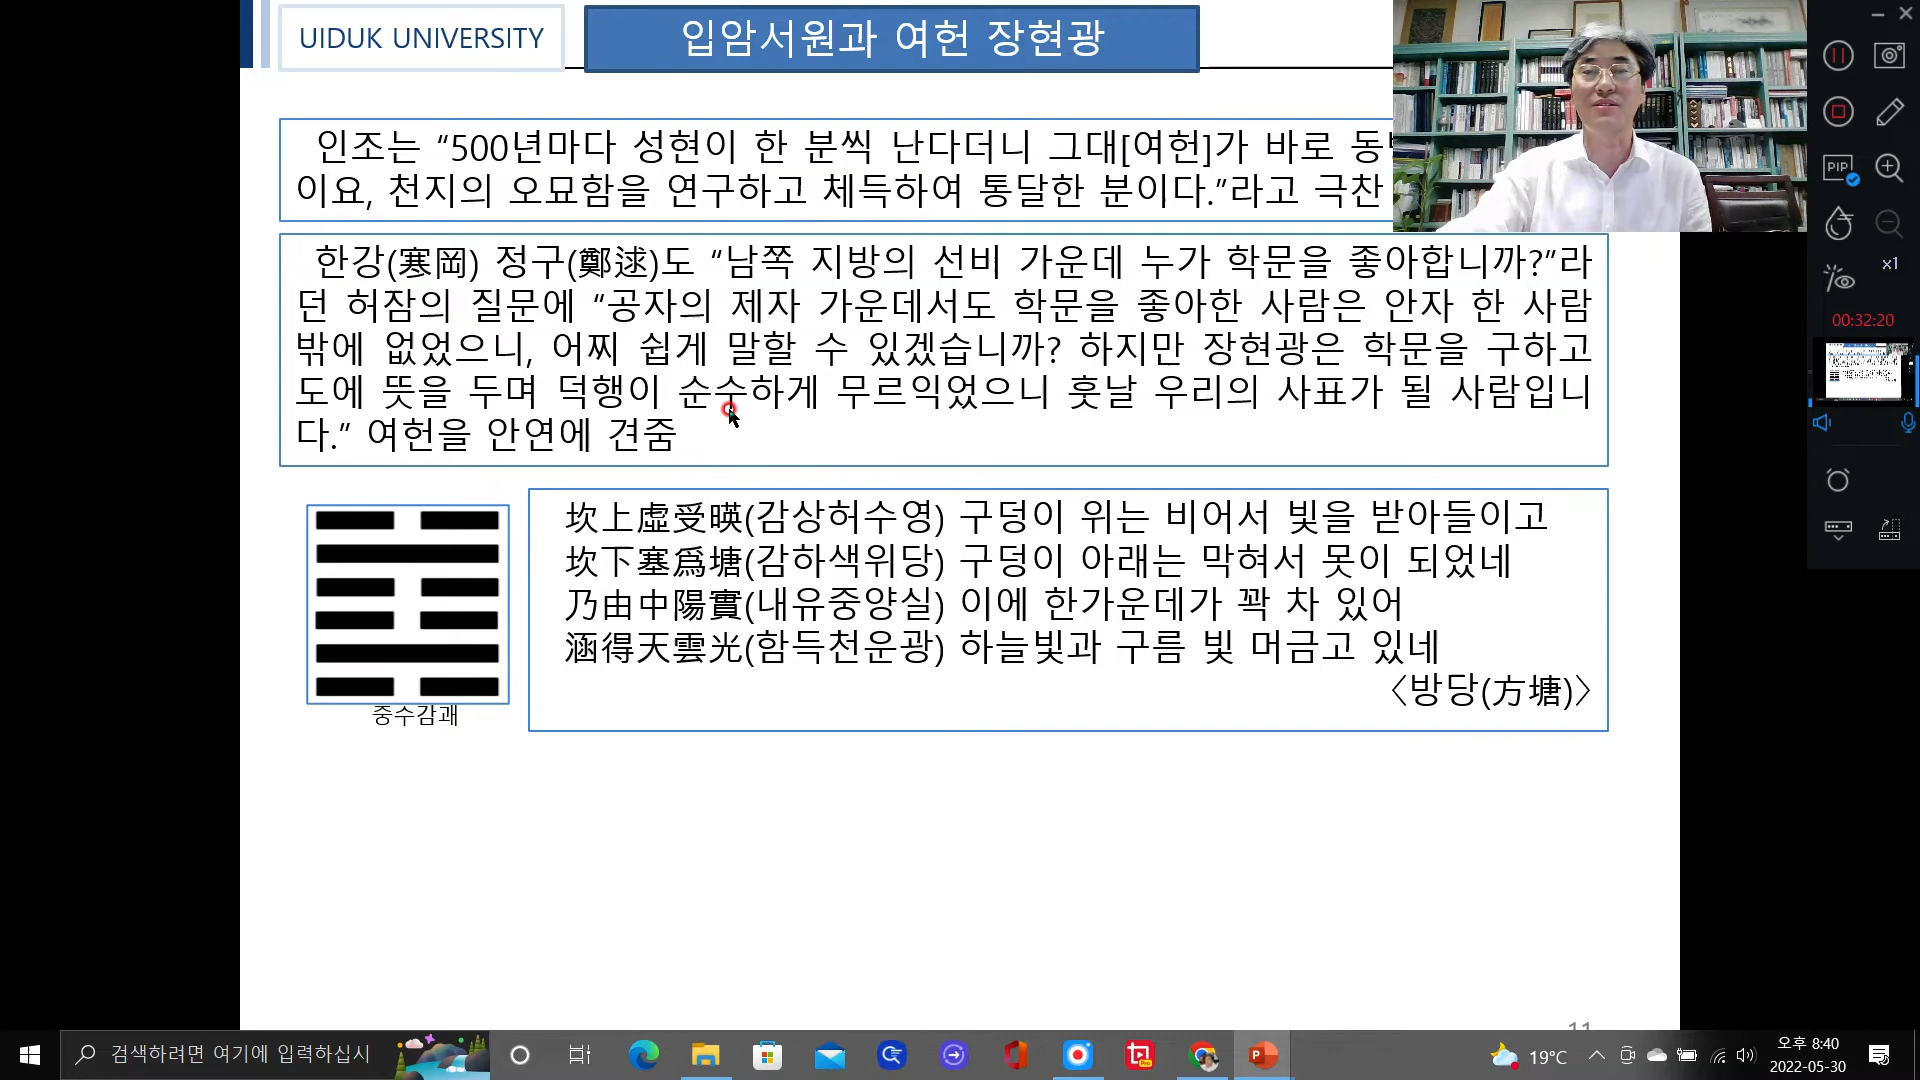 UIDUK UNIVERSITY
입암서원과 여헌 장현광
인조는 “500년마다 성현이 한 분씩 난다더니 그대[여헌]가 바로
이요, 천지의 오묘함을 연구하고 체득하여 통달한 분이다.”라고 극찬
한강(寒岡) 정구(鄭逑)도 “남쪽 지방의 선비 가운데 누가 학문을 좋아합니까?”라
던 허잠의 질문에 “공자의 제자 가운데서도 학문을 좋아한 사람은 안자 한 사람
밖에 없었으니, 어찌 쉽게 말할 수 있겠습니까? 하지만 장현광은 학문을 구하고
도에 뜻을 두며 덕행이 순수하게 무르익었으니 훗날 우리의 사표가 될 사람입니
다.” 여헌을 안연에 견줌
坎上虛受暎(감상허수영) 구덩이 위는 비어서 빛을 받아들이고
坎下塞爲塘(감하색위당) 구덩이 아래는 막혀서 못이 되었네
乃由中陽實(내유중양실) 이에 한가운데가 꽉 차 있어
涵得天雲光(함득천운광) 하늘빛과 구름 빛 머금고 있네
〈방당(方塘)〉
중수감괘
PIP
x1
00:32:20
검색하려면 여기에 입력하십시
19°C
오후 8:40
2022-05-30